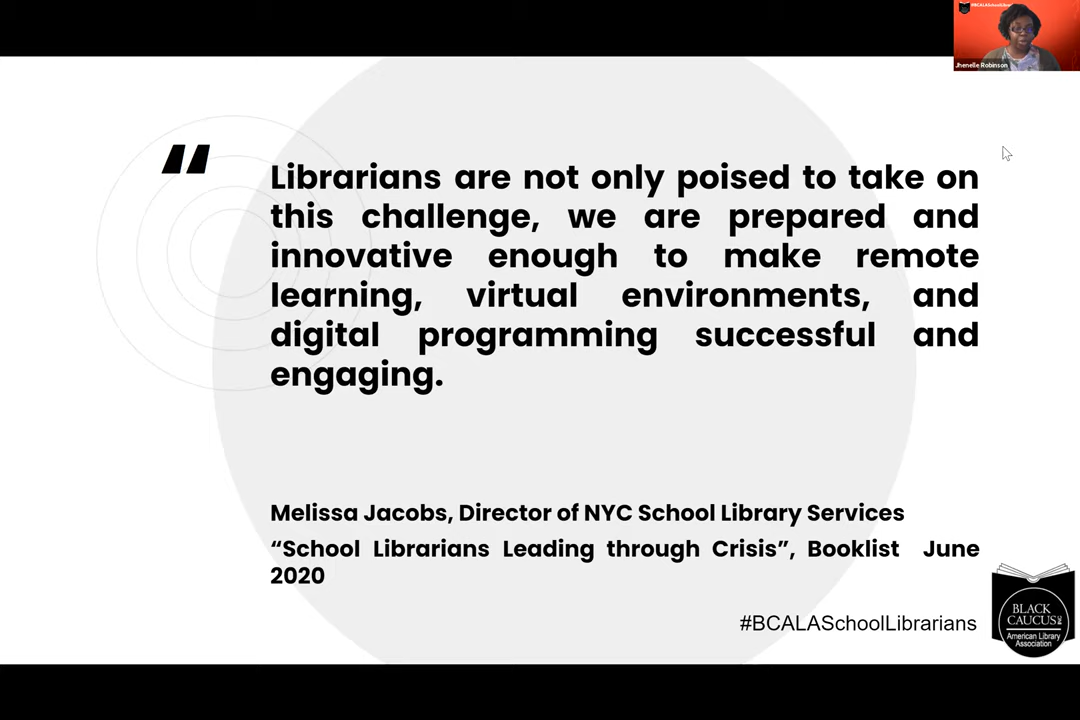 #BCALASchoolLibrar
Jhenelle Robinson
“
Librarians are not only poised to take on
this challenge, we are prepared and
innovative enough to make remote
learning, virtual environments, and
digital programming successful and
engaging.
Melissa Jacobs, Director of NYC School Library Services
“School Librarians Leading through Crisis”, Booklist June
2020
#BCALASchoolLibrarians
BLACK
CAUCUS
American Library
Association